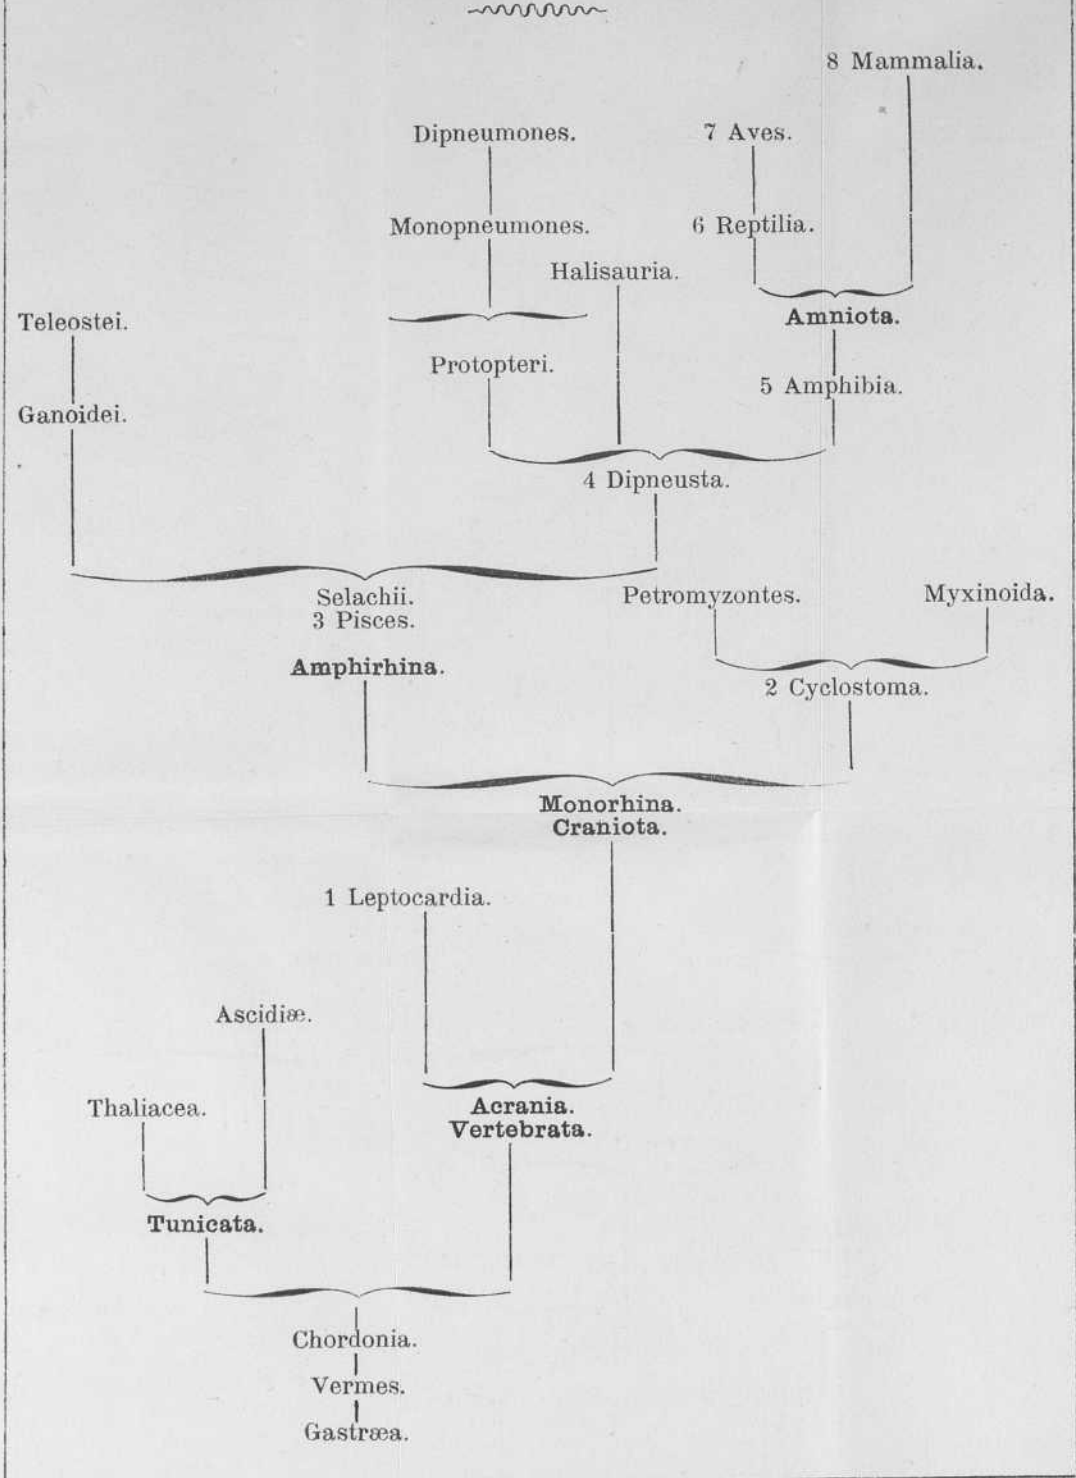 8 Mammalia.
Dipneumones.
7 Aves.
Monopneumones.
6 Reptilia.
Halisauria.
Teleostei.
Amniota.
Protopteri.
5 Amphibia.
Ganoidei.
4 Dipneusta.
Selachii.
3 Pisces.
Petromyzontes.
Myxinoida.
Amphirhina.
2 Cyclostoma.
Monorhina.
Craniota.
1 Leptocardia.
Ascidiæ.
Thaliacea.
Acrania.
Vertebrata.
Tunicata.
Chordonia.
Vermes.
Gastræa.